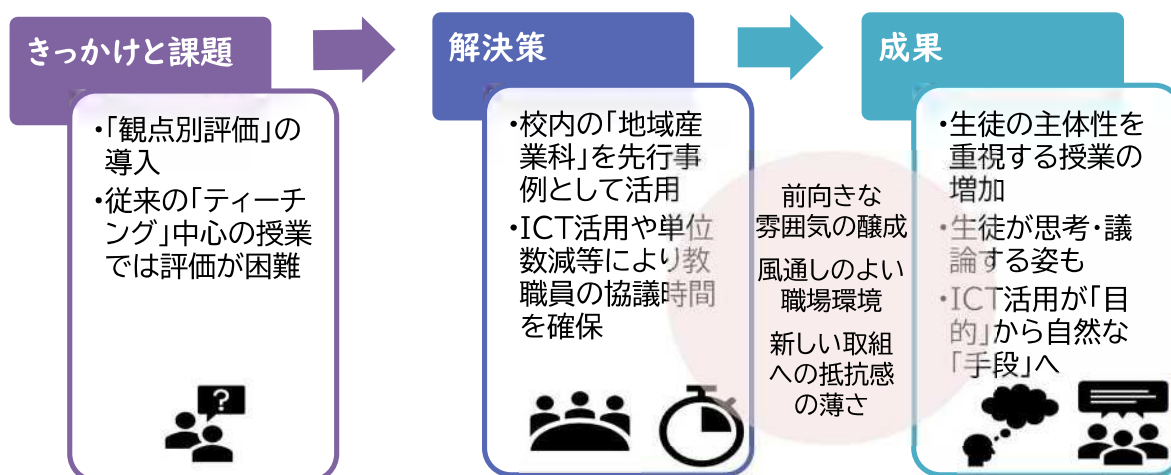 きっかけと課題
・「観点別評価」の
導入
・従来の「ティーチ
ング」中心の授業
では評価が困難
?
解決策
・校内の「地域産
業科」を先行事
例として活用
・ICT活用や単位
数減等により教
職員の協議時間
を確保
前向きな
雰囲気の醸成
風通しのよい
職場環境
新しい取組
への抵抗感
の薄さ
成果
・生徒の主体性を
重視する授業の
増加
・生徒が思考・議
論する姿も
・ICT活用が「目
的」から自然な
「手段」へ